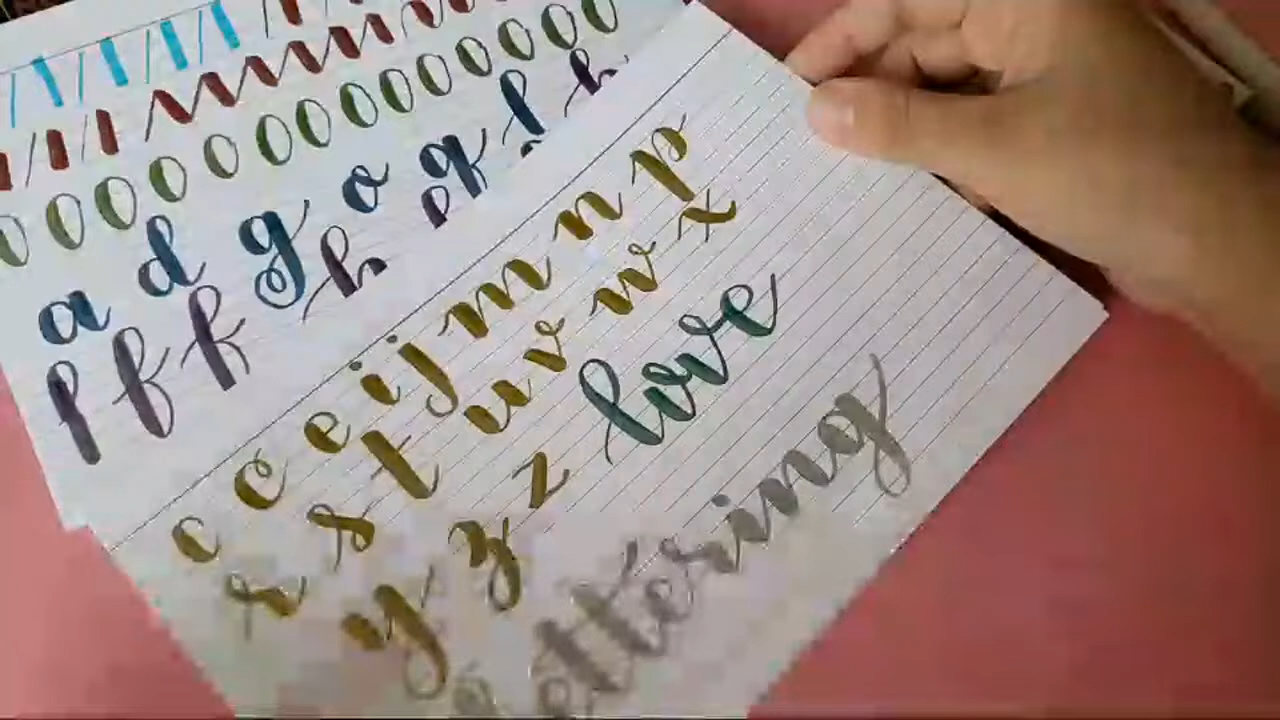 a d g o q
h
c c e i j m n p
r s t u v w x
y z z
love
lettering